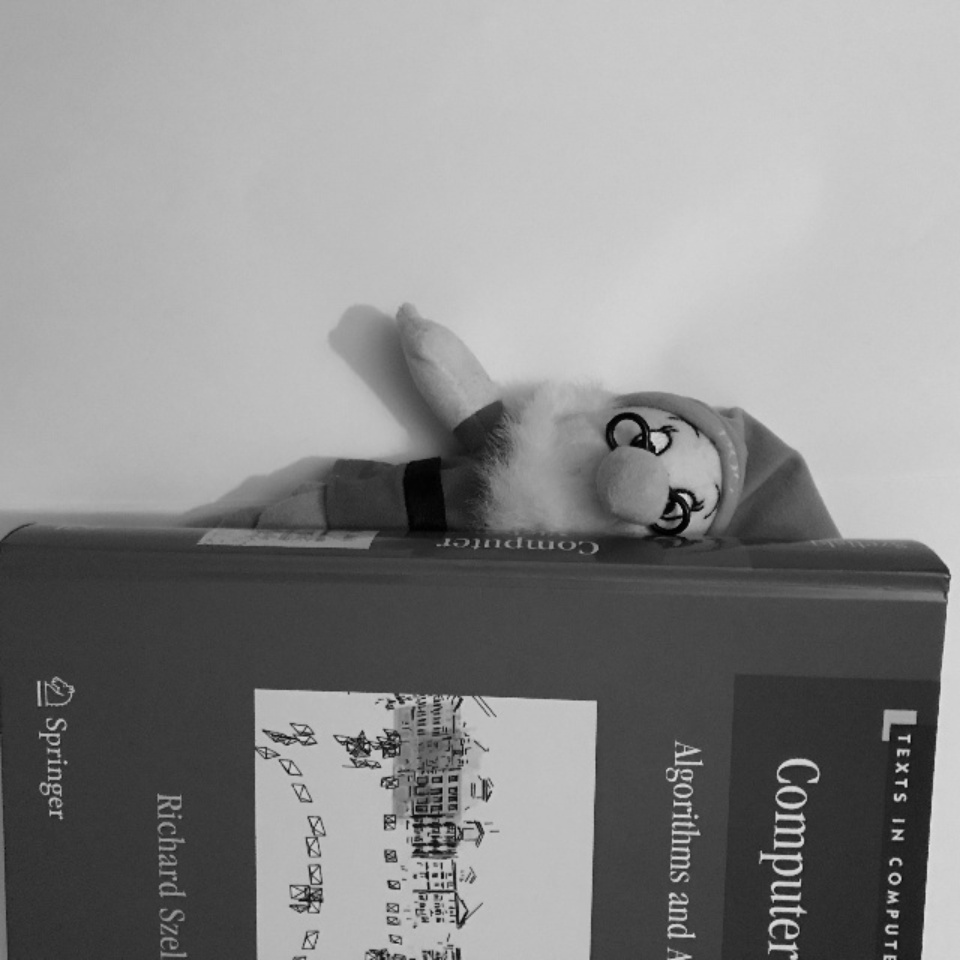 Computer
TEXTS IN COMPUTE
Computer
Algorithms and A
Richard Szel
Springer